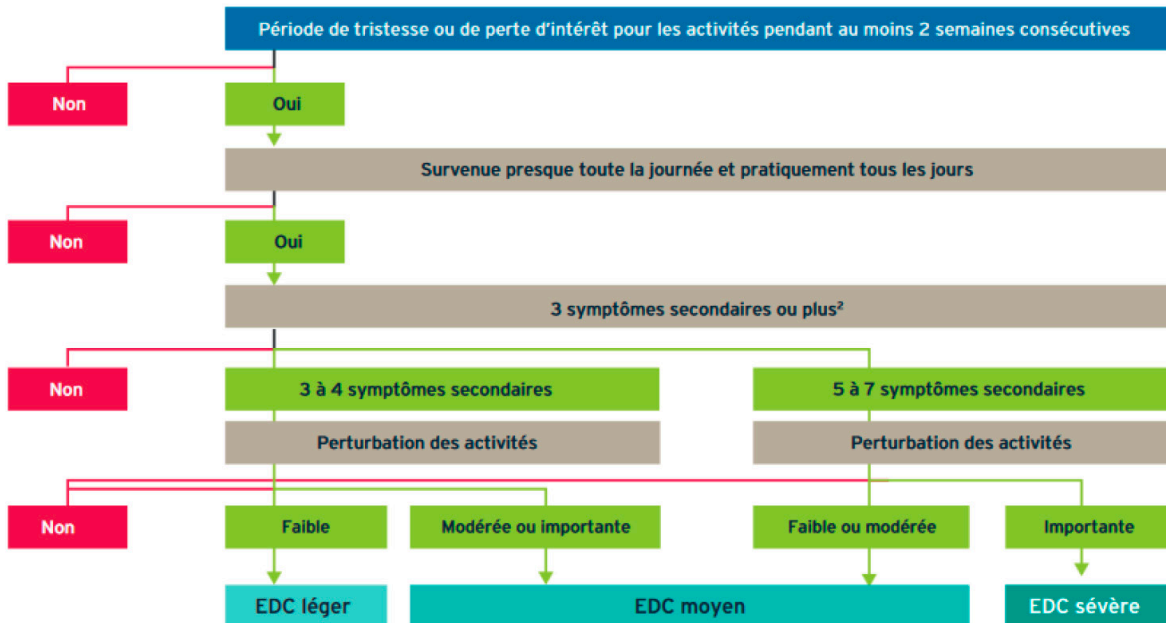 Période de tristesse ou de perte d'intérêt pour les activités pendant au moins 2 semaines consécutives
Non
Oui
Survenue presque toute la journée et pratiquement tous les jours
Non
Oui
3 symptômes secondaires ou plus²
Non
3 à 4 symptômes secondaires
5 à 7 symptômes secondaires
Perturbation des activités
Perturbation des activités
Non
Faible
Modérée ou importante
Faible ou modérée
Importante
EDC léger
EDC moyen
EDC sévère